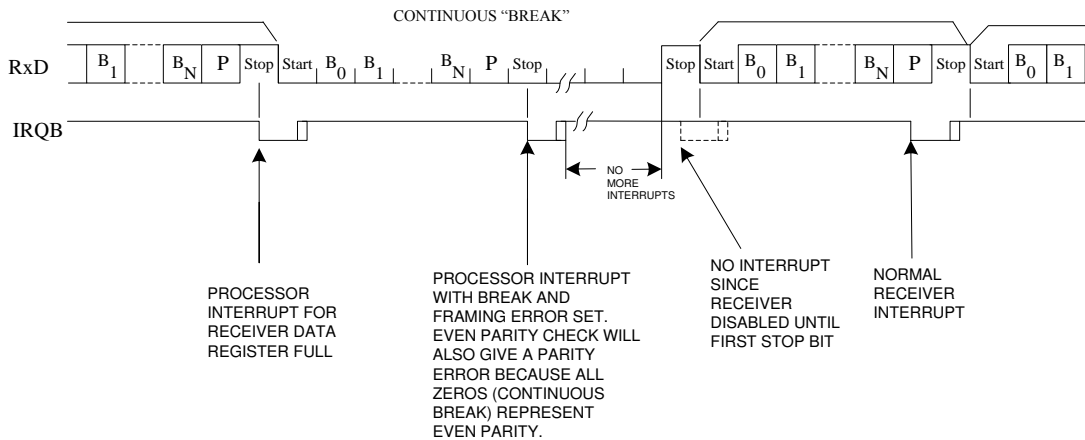 CONTINUOUS “BREAK”
RxD B1 BN P Stop Start B0 B1 BN P Stop Stop Start B0 B1 BN P Stop Start B0 B1
IRQB
NO
MORE
INTERRUPTS
PROCESSOR
INTERRUPT FOR
RECEIVER DATA
REGISTER FULL
PROCESSOR INTERRUPT
WITH BREAK AND
FRAMING ERROR SET.
EVEN PARITY CHECK WILL
ALSO GIVE A PARITY
ERROR BECAUSE ALL
ZEROS (CONTINUOUS
BREAK) REPRESENT
EVEN PARITY.
NO INTERRUPT
SINCE
RECEIVER
DISABLED UNTIL
FIRST STOP BIT
NORMAL
RECEIVER
INTERRUPT